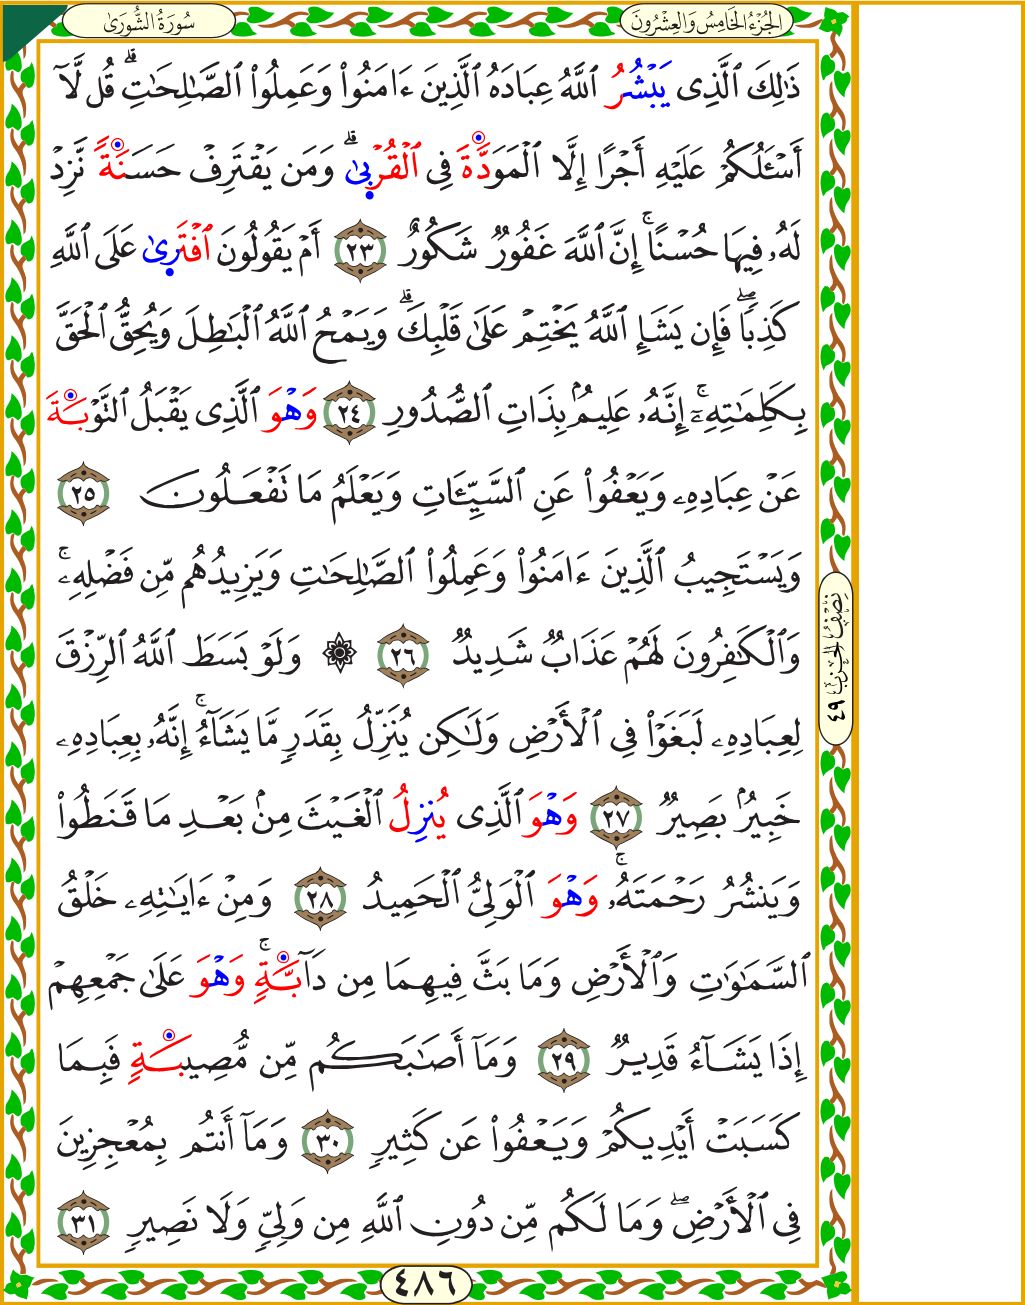 سُورَةُ الشُّورَىٰ
الجُزْءُ الخَامِسُ وَالعِشْرُونَ
ذَٰلِكَ ٱلَّذِى يَبْشُرُ ٱللَّهُ عِبَادَهُ ٱلَّذِينَ ءَامَنُواْ وَعَمِلُواْ ٱلصَّٰلِحَٰتِۗ قُل لَّآ
أَسْـَٔلُكُمْ عَلَيْهِ أَجْرًا إِلَّا ٱلْمَوَدَّةَ فِى ٱلْقُرْبَىٰۗ وَمَن يَقْتَرِفْ حَسَنَةً نَّزِدْ
لَهُۥ فِيهَا حُسْنًاۚ إِنَّ ٱللَّهَ غَفُورٌ شَكُورٌ ٢٣ أَمْ يَقُولُونَ ٱفْتَرَىٰ عَلَى ٱللَّهِ
كَذِبًاۖ فَإِن يَشَإِ ٱللَّهُ يَخْتِمْ عَلَىٰ قَلْبِكَۗ وَيَمْحُ ٱللَّهُ ٱلْبَٰطِلَ وَيُحِقُّ ٱلْحَقَّ
بِكَلِمَٰتِهِۦٓۚ إِنَّهُۥ عَلِيمُۢ بِذَاتِ ٱلصُّدُورِ ٢٤ وَهْوَ ٱلَّذِى يَقْبَلُ ٱلتَّوْبَةَ
عَنْ عِبَادِهِۦ وَيَعْفُواْ عَنِ ٱلسَّيِّـَٔاتِ وَيَعْلَمُ مَا تَفْعَلُونَ ٢٥
وَيَسْتَجِيبُ ٱلَّذِينَ ءَامَنُواْ وَعَمِلُواْ ٱلصَّٰلِحَٰتِ وَيَزِيدُهُم مِّن فَضْلِهِۦۚ
وَٱلْكَٰفِرُونَ لَهُمْ عَذَابٌ شَدِيدٌ ٢٦ ۞ وَلَوْ بَسَطَ ٱللَّهُ ٱلرِّزْقَ
لِعِبَادِهِۦ لَبَغَوْاْ فِى ٱلْأَرْضِ وَلَٰكِن يُنَزِّلُ بِقَدَرٍ مَّا يَشَآءُۚ إِنَّهُۥ بِعِبَادِهِۦ
خَبِيرُۢ بَصِيرٌ ٢٧ وَهْوَ ٱلَّذِى يُنزِلُ ٱلْغَيْثَ مِنۢ بَعْدِ مَا قَنَطُواْ
وَيَنشُرُ رَحْمَتَهُۥۚ وَهْوَ ٱلْوَلِىُّ ٱلْحَمِيدُ ٢٨ وَمِنْ ءَايَٰتِهِۦ خَلْقُ
ٱلسَّمَٰوَٰتِ وَٱلْأَرْضِ وَمَا بَثَّ فِيهِمَا مِن دَآبَّةٍۚ وَهْوَ عَلَىٰ جَمْعِهِمْ
إِذَا يَشَآءُ قَدِيرٌ ٢٩ وَمَآ أَصَٰبَكُم مِّن مُّصِيبَةٍ فَبِمَا
كَسَبَتْ أَيْدِيكُمْ وَيَعْفُواْ عَن كَثِيرٍ ٣٠ وَمَآ أَنتُم بِمُعْجِزِينَ
فِى ٱلْأَرْضِۖ وَمَا لَكُم مِّن دُونِ ٱللَّهِ مِن وَلِىٍّ وَلَا نَصِيرٍ ٣١
نِصْفُ الحِزْبِ ٤٩
٤٨٦